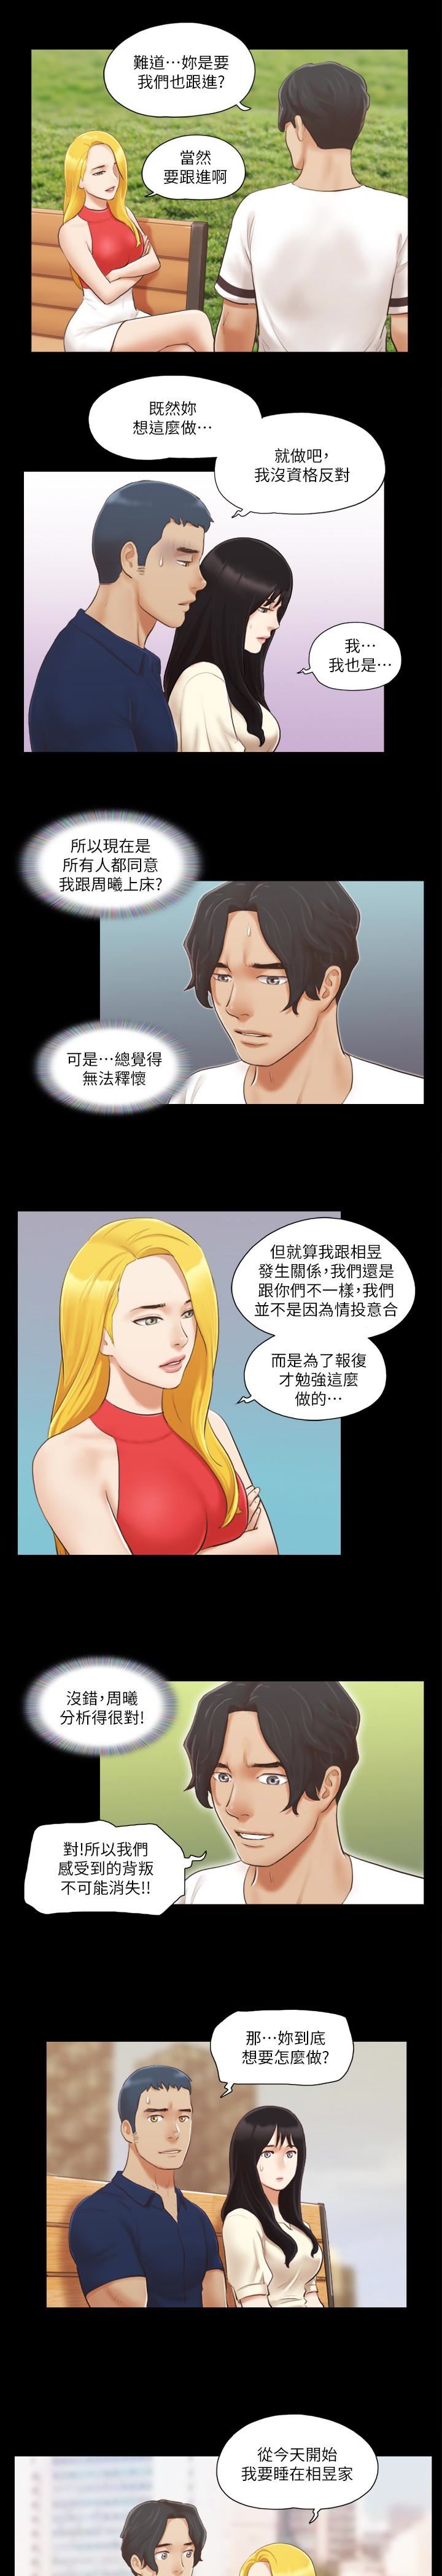 難道⋯妳是要
我們也跟進?
當然
要跟進啊
既然妳
想這麼做⋯
就做吧,
我沒資格反對
我⋯
我也是⋯
所以現在是
所有人都同意
我跟周曦上床?
可是⋯總覺得
無法釋懷
但就算我跟相昱
發生關係,我們還是
跟你們不一樣,我們
並不是因為情投意合
而是為了報復
才勉強這麼
做的⋯
沒錯,周曦
分析得很對!
對!所以我們
感受到的背叛
不可能消失!!
那⋯妳到底
想要怎麼做?
從今天開始
我要睡在相昱家